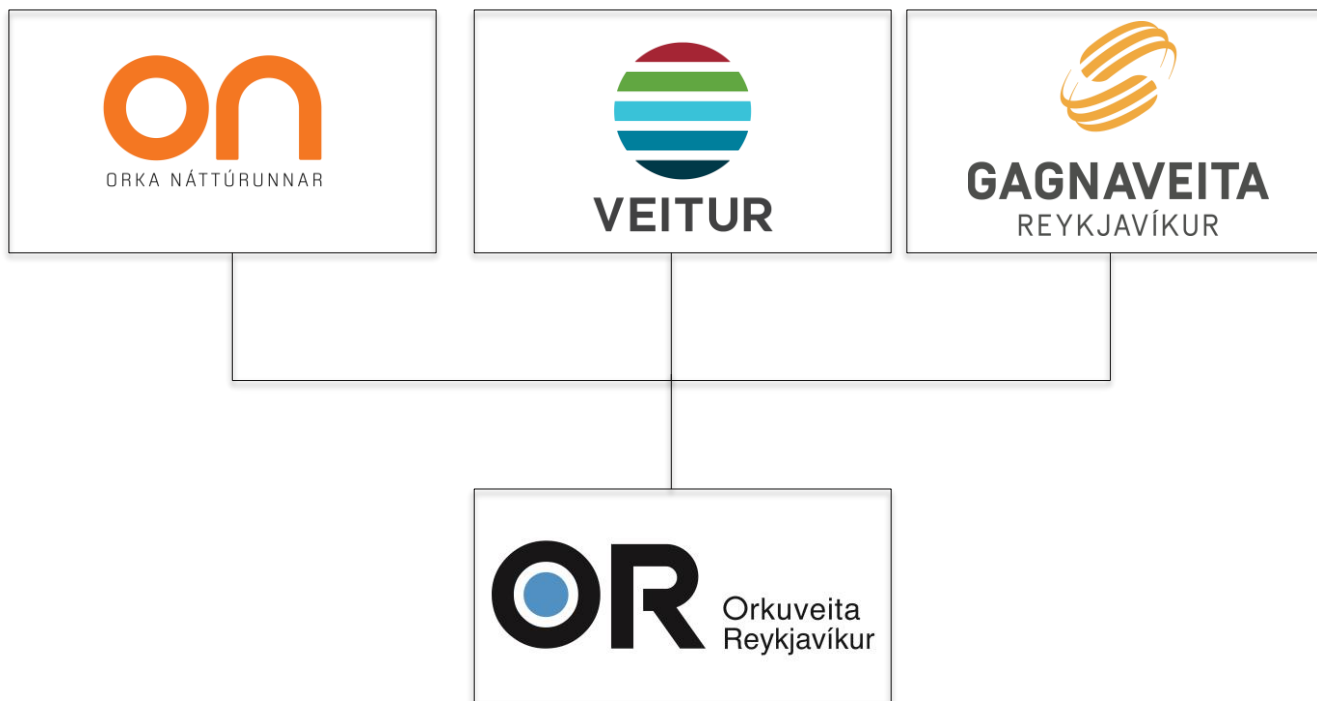 on
ORKA NÁTTÚRUNNAR
VEITUR
GAGNAVEITA
REYKJAVÍKUR
OR
Orkuveita
Reykjavíkur